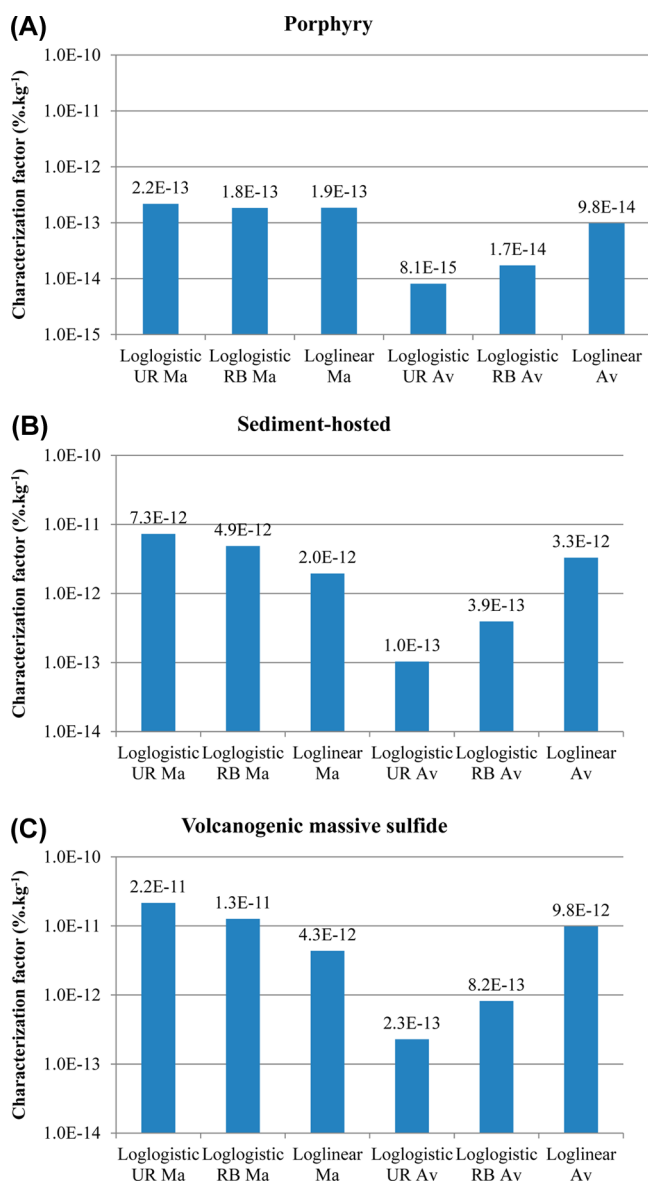 (A)
Porphyry
Characterization factor (%.kg⁻¹)
1.0E-10
1.0E-11
1.0E-12
1.0E-13
1.0E-14
1.0E-15
2.2E-13
1.8E-13
1.9E-13
8.1E-15
1.7E-14
9.8E-14
Loglogistic Loglogistic Loglinear Loglogistic Loglogistic Loglinear
UR Ma RB Ma Ma UR Av RB Av Av
(B)
Sediment-hosted
Characterization factor (%.kg⁻¹)
1.0E-10
1.0E-11
1.0E-12
1.0E-13
1.0E-14
7.3E-12
4.9E-12
2.0E-12
1.0E-13
3.9E-13
3.3E-12
Loglogistic Loglogistic Loglinear Loglogistic Loglogistic Loglinear
UR Ma RB Ma Ma UR Av RB Av Av
(C)
Volcanogenic massive sulfide
Characterization factor (%.kg⁻¹)
1.0E-10
1.0E-11
1.0E-12
1.0E-13
1.0E-14
2.2E-11
1.3E-11
4.3E-12
2.3E-13
8.2E-13
9.8E-12
Loglogistic Loglogistic Loglinear Loglogistic Loglogistic Loglinear
UR Ma RB Ma Ma UR Av RB Av Av